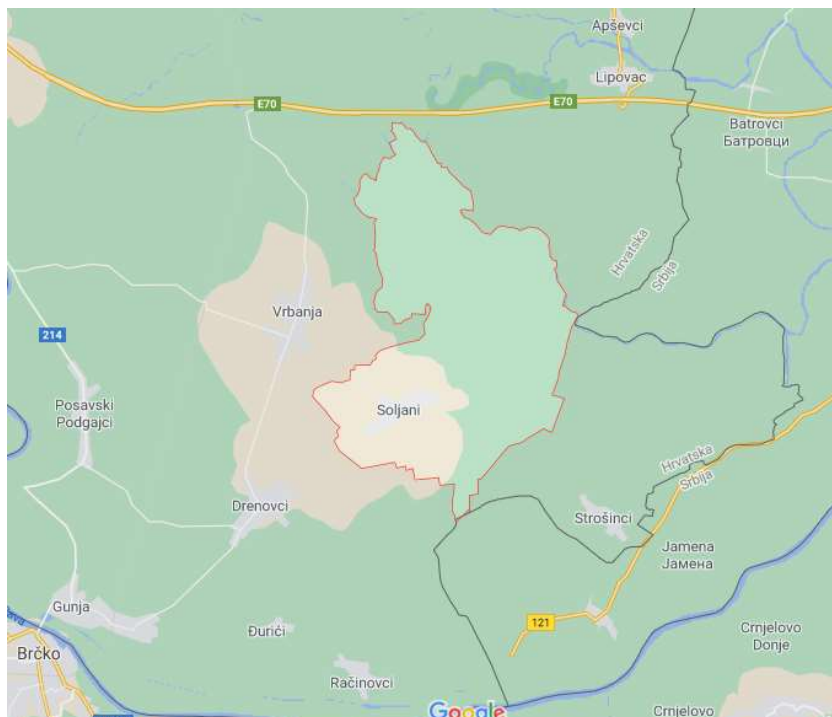 Apševci
Lipovac
E70
E70
Batrovci
Батровци
Hrvatska
Srbija
Vrbanja
214
Posavski
Podgajci
Soljani
Hrvatska
Srbija
Drenovci
Strošinci
Jamena
Јамена
Gunja
Đurići
121
Crnjelovo
Donje
Brčko
Račinovci
Google
Crnjelovo